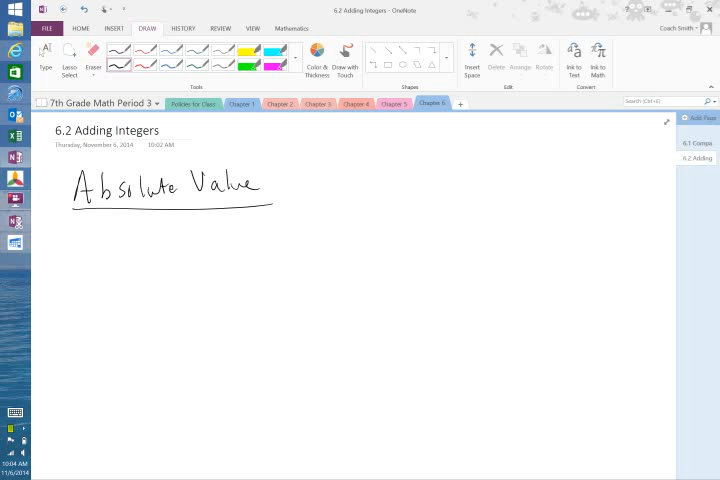 6.2 Adding Integers - OneNote
FILE HOME INSERT DRAW HISTORY REVIEW VIEW Mathematics
Coach Smith
Type Lasso Select Eraser Color & Thickness Draw with Touch Insert Space Delete Arrange Rotate Ink to Text Ink to Math
Tools Shapes Edit Convert
7th Grade Math Period 3 Policies for Class Chapter 1 Chapter 2 Chapter 3 Chapter 4 Chapter 5 Chapter 6 Search (Ctrl+E)
Add Page
6.2 Adding Integers
6.1 Compa
Thursday, November 6, 2014 10:02 AM
6.2 Adding
Absolute Value
10:04 AM
11/6/2014